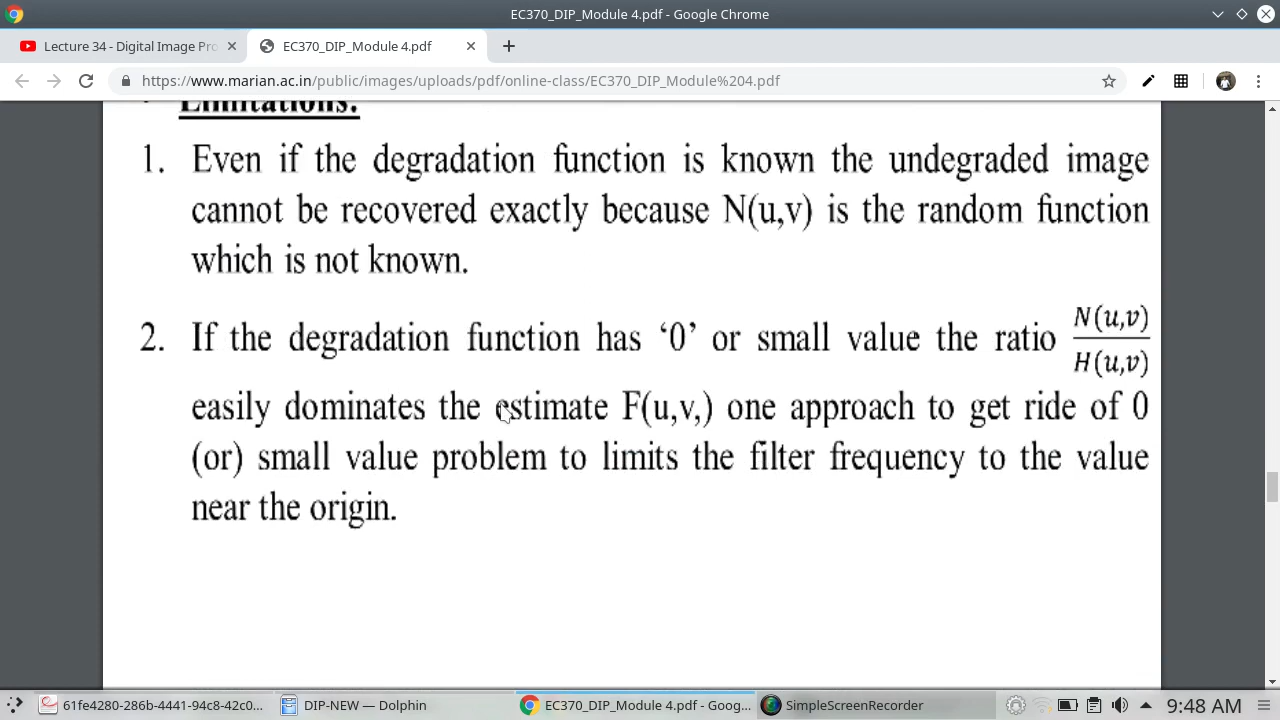 EC370_DIP_Module 4.pdf - Google Chrome
Lecture 34 - Digital Image Pro
EC370_DIP_Module 4.pdf
https://www.marian.ac.in/public/images/uploads/pdf/online-class/EC370_DIP_Module%204.pdf
Limitations:
1. Even if the degradation function is known the undegraded image
cannot be recovered exactly because N(u,v) is the random function
which is not known.
2. If the degradation function has ‘0’ or small value the ratio N(u,v)/H(u,v)
easily dominates the estimate F(u,v,) one approach to get ride of 0
(or) small value problem to limits the filter frequency to the value
near the origin.
61fe4280-286b-4441-94c8-42c0...
DIP-NEW — Dolphin
EC370_DIP_Module 4.pdf - Goog...
SimpleScreenRecorder
9:48 AM